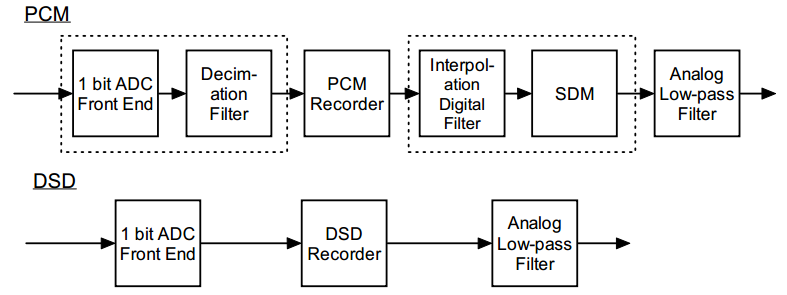 PCM
1 bit ADC
Front End
Decim-
ation
Filter
PCM
Recorder
Interpol-
ation
Digital
Filter
SDM
Analog
Low-pass
Filter
DSD
1 bit ADC
Front End
DSD
Recorder
Analog
Low-pass
Filter